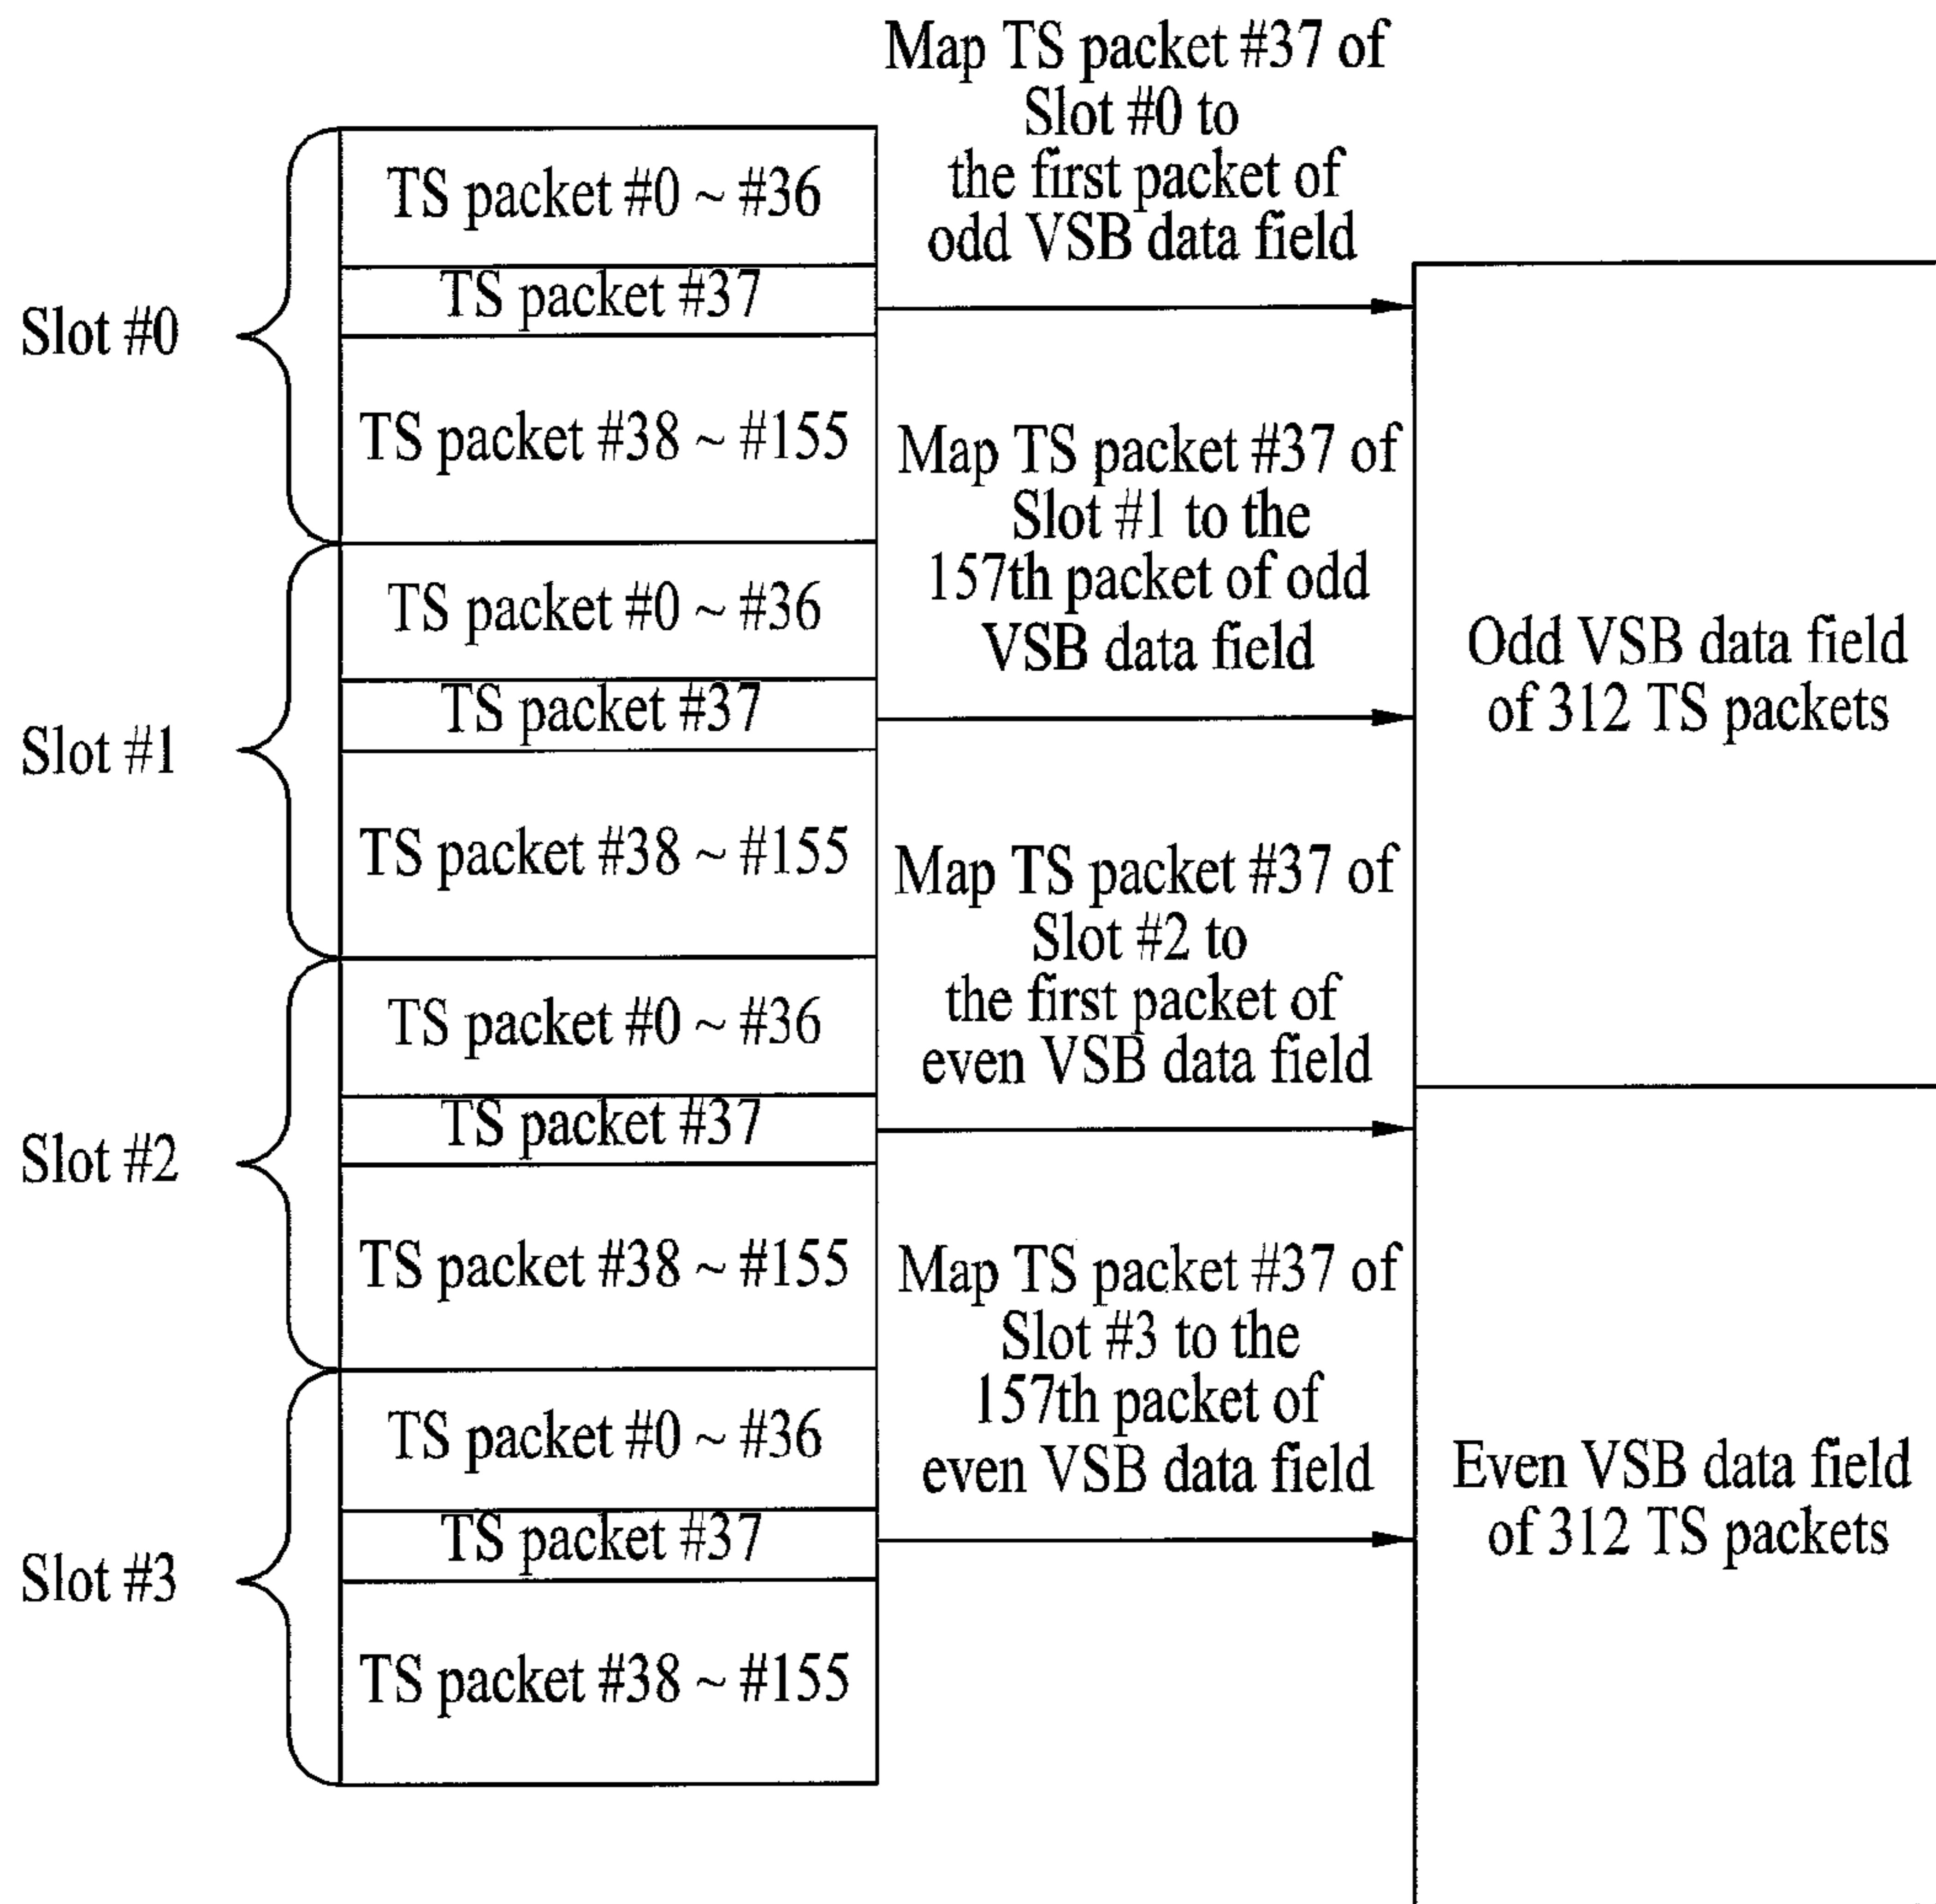 Map TS packet #37 of
Slot #0 to
the first packet of
odd VSB data field
Slot #0
TS packet #0 ~ #36
TS packet #37
TS packet #38 ~ #155
Map TS packet #37 of
Slot #1 to the
157th packet of odd
VSB data field
Slot #1
TS packet #0 ~ #36
TS packet #37
TS packet #38 ~ #155
Odd VSB data field
of 312 TS packets
Map TS packet #37 of
Slot #2 to
the first packet of
even VSB data field
Slot #2
TS packet #0 ~ #36
TS packet #37
TS packet #38 ~ #155
Map TS packet #37 of
Slot #3 to the
157th packet of
even VSB data field
Slot #3
TS packet #0 ~ #36
TS packet #37
TS packet #38 ~ #155
Even VSB data field
of 312 TS packets